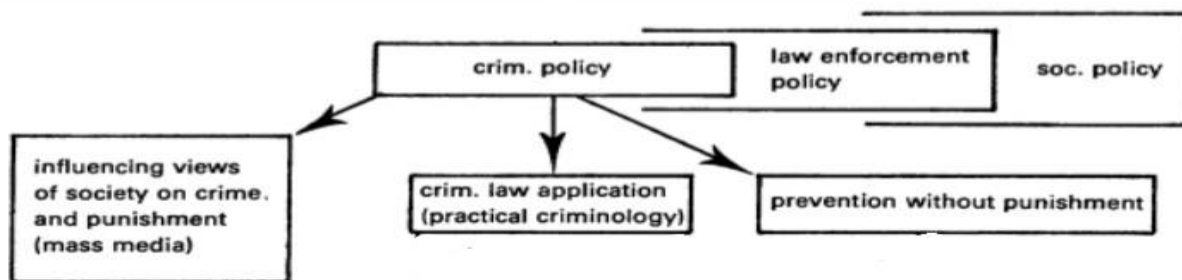 crim. policy
law enforcement
policy
soc. policy
influencing views
of society on crime.
and punishment
(mass media)
crim. law application
(practical criminology)
prevention without punishment